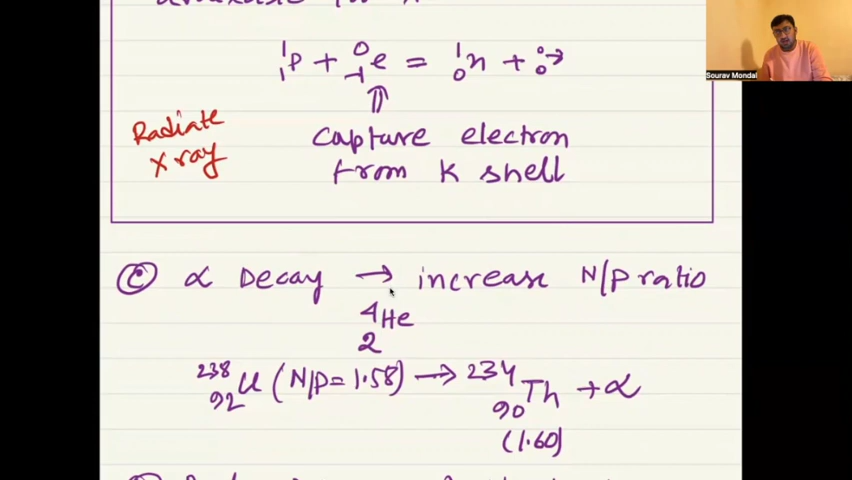 ¹₁P + ⁰₋₁e = ¹₀n + ⁰₀ν
Radiate
X ray
Capture electron
from K shell
Ⓒ α Decay → increase N/P ratio
⁴₂He
²³⁸₉₂U (N/P = 1.58) → ²³⁴₉₀Th + α
(1.60)
Sourav Mondal